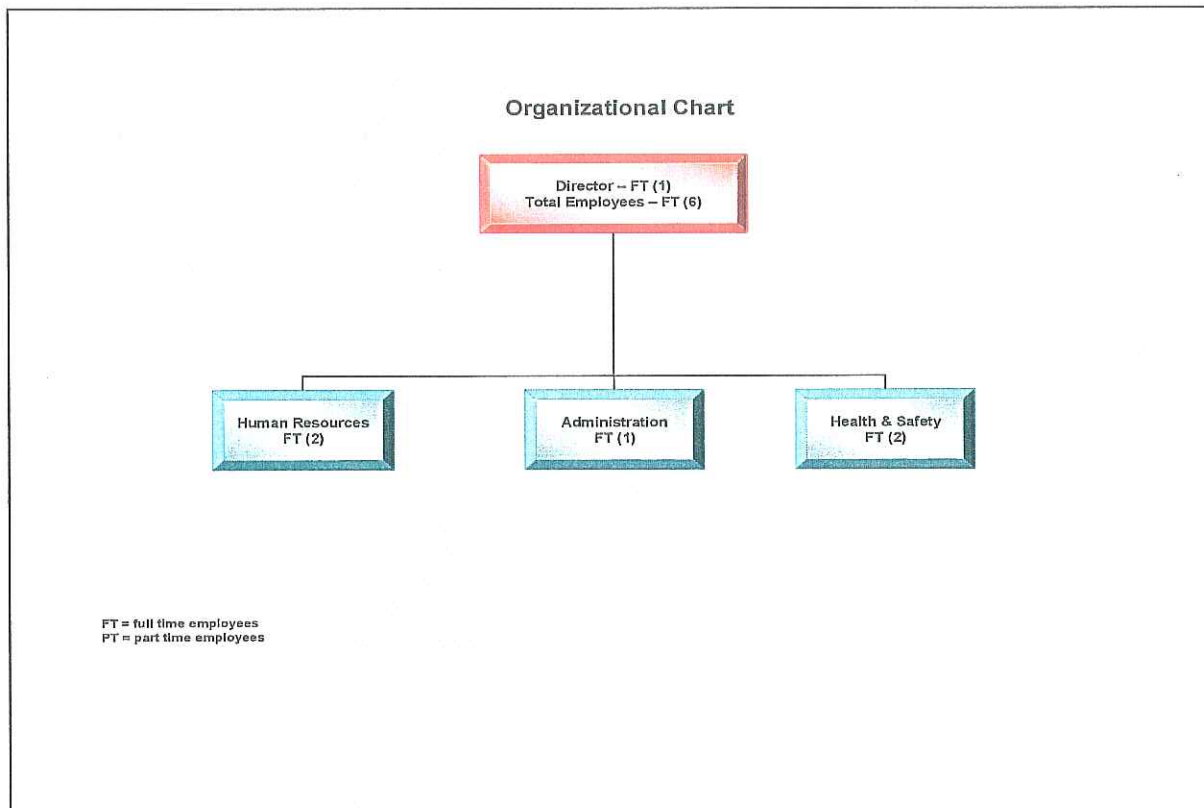 Organizational Chart
Director – FT (1)
Total Employees – FT (6)
Human Resources
FT (2)
Administration
FT (1)
Health & Safety
FT (2)
FT = full time employees
PT = part time employees